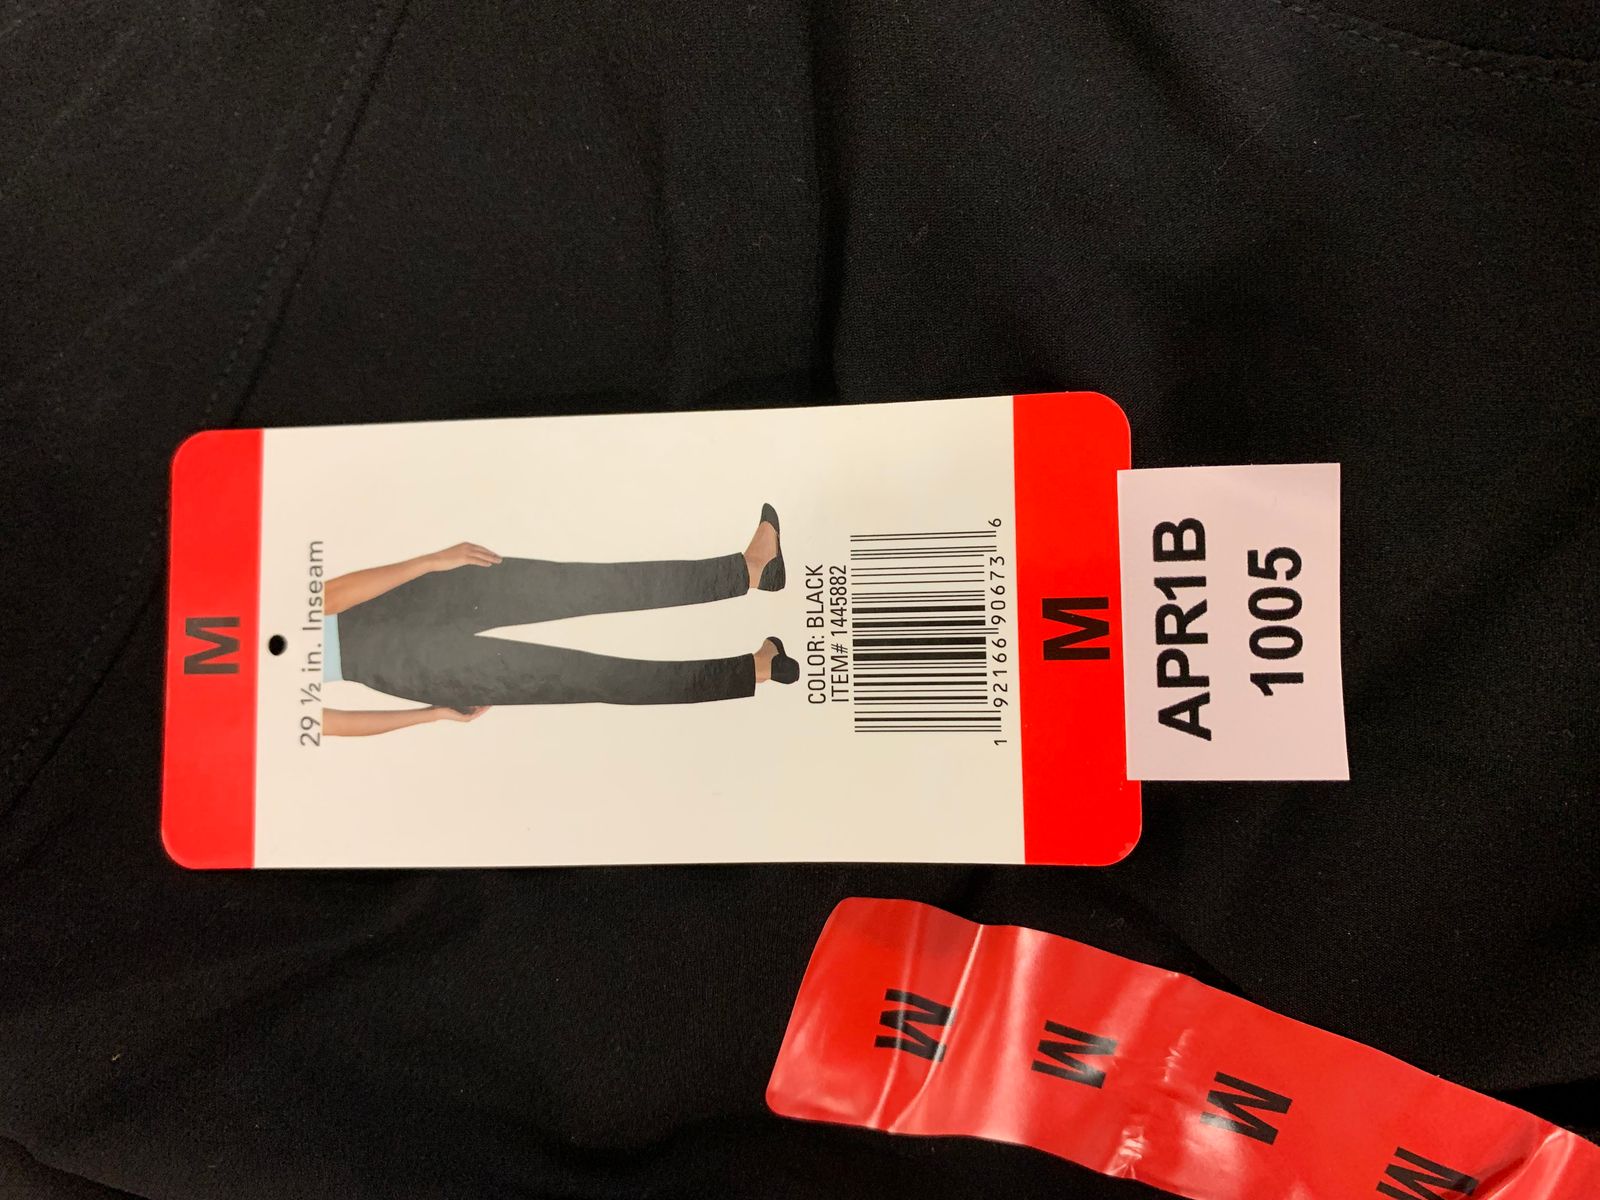 M
29 ½ in. Inseam
COLOR: BLACK
ITEM# 1445882
1 92166 90673 6
M
APR1B
1005
M
M
M
M